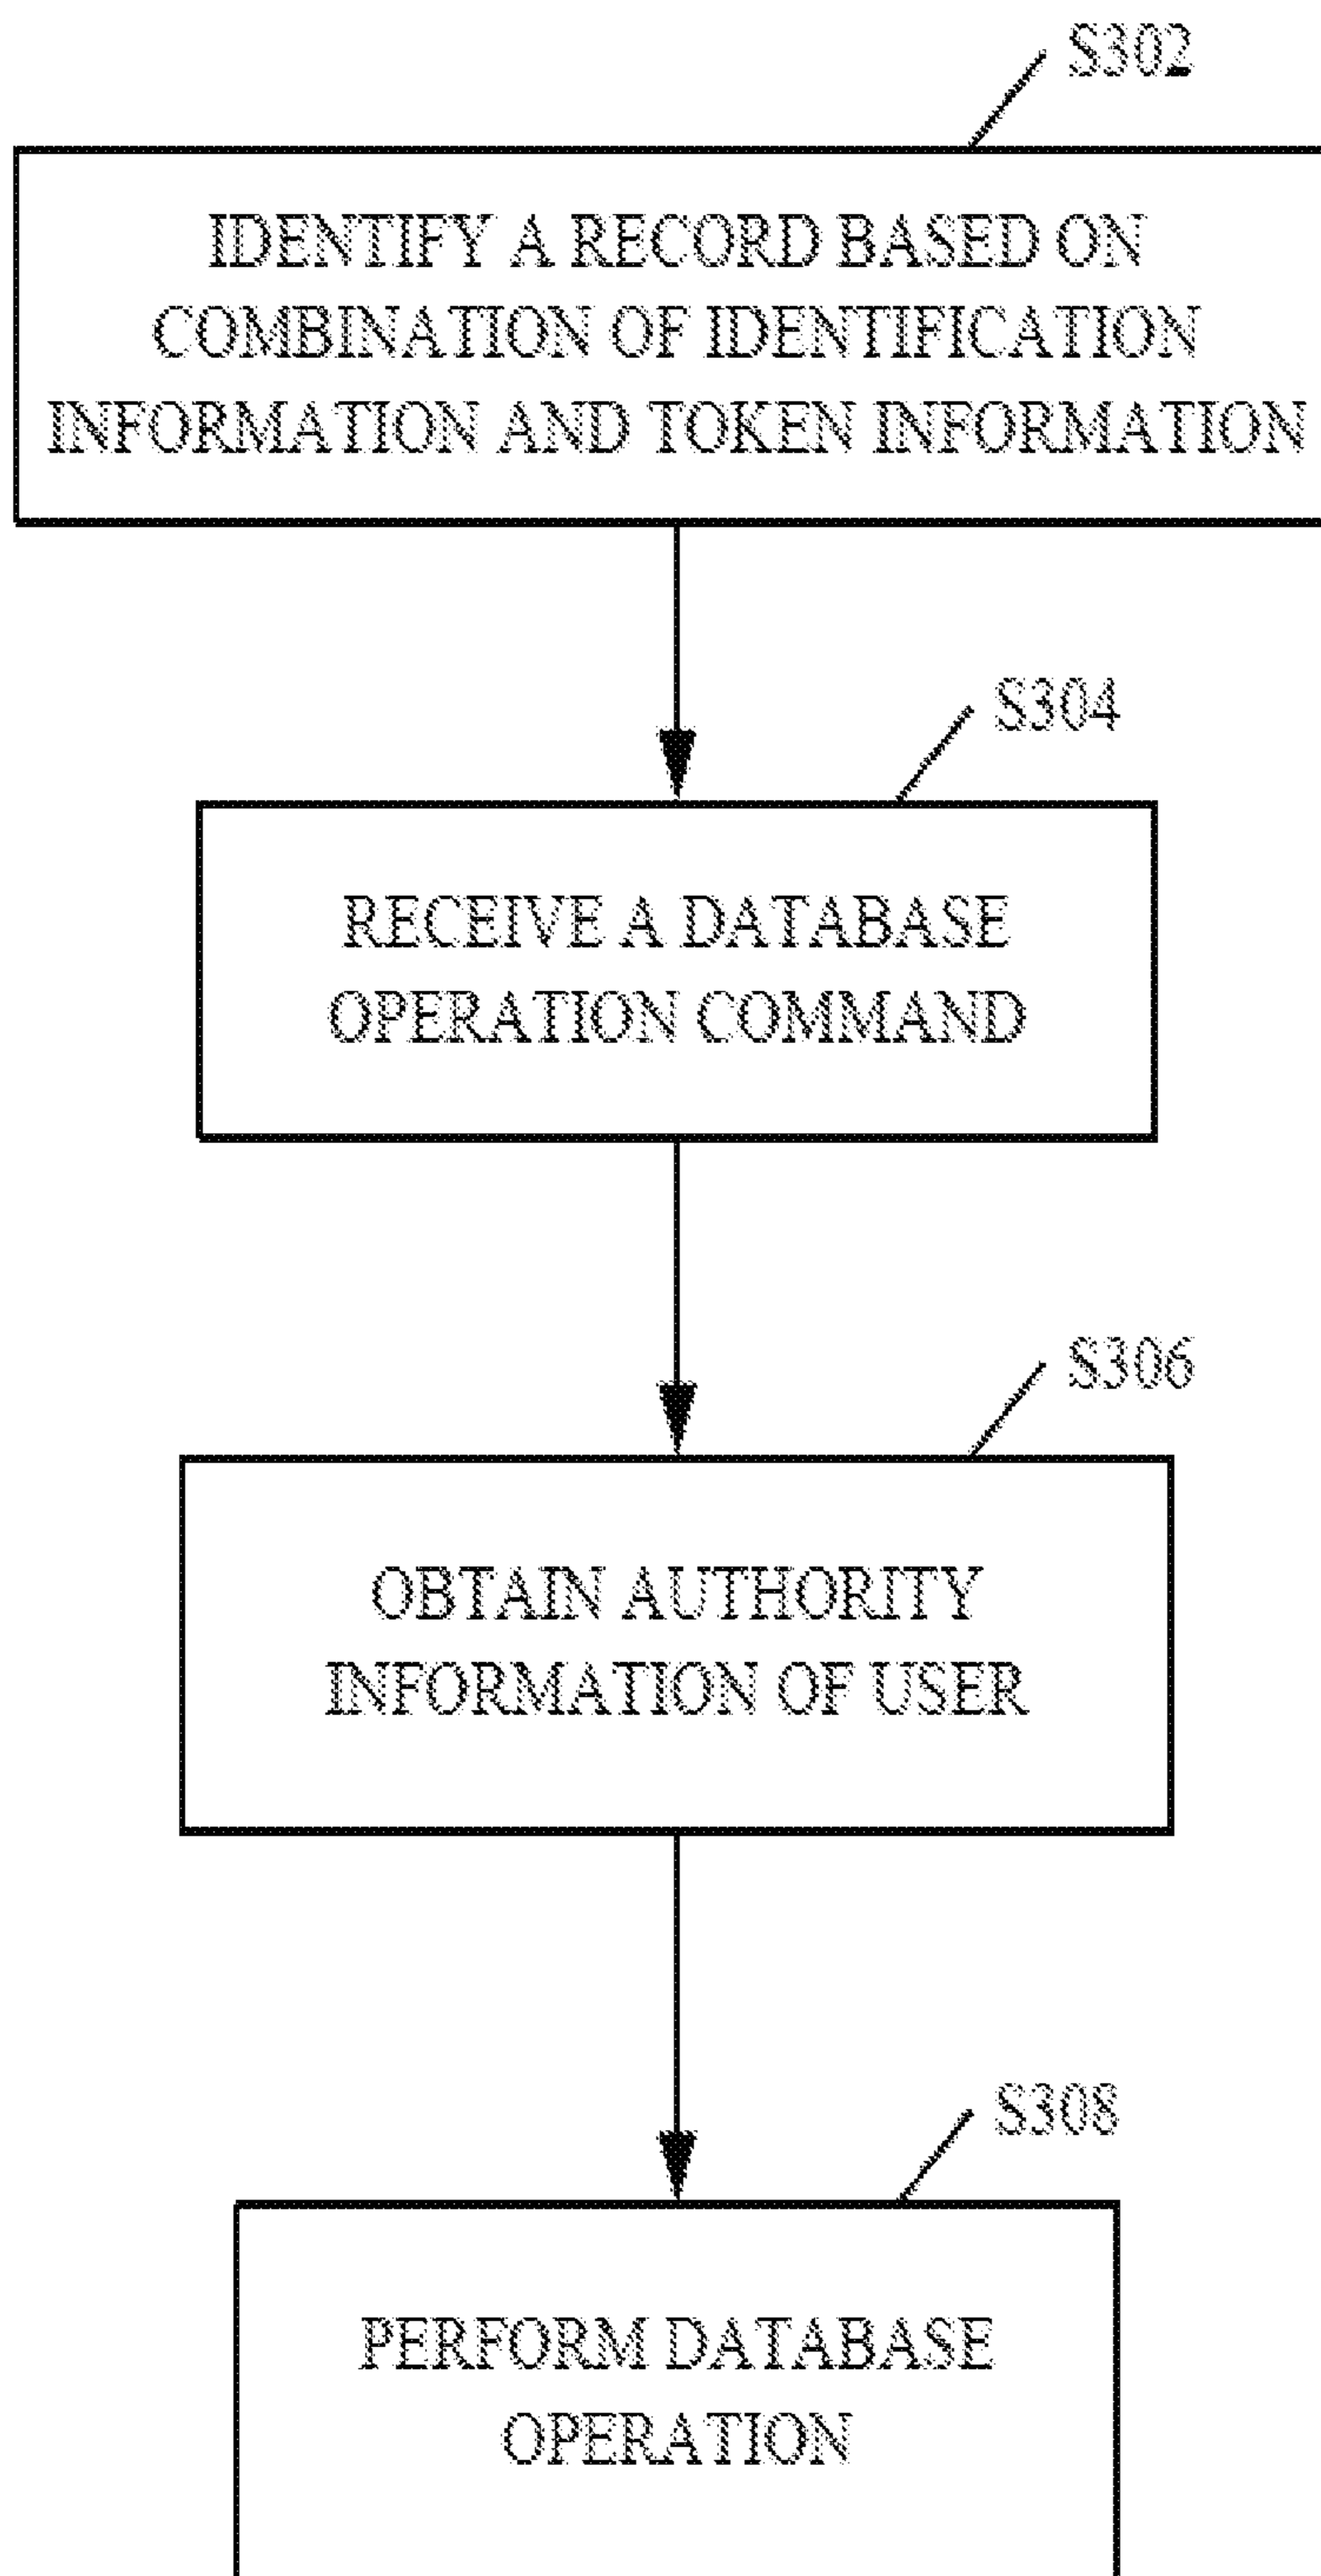 S302
IDENTIFY A RECORD BASED ON
COMBINATION OF IDENTIFICATION
INFORMATION AND TOKEN INFORMATION
S304
RECEIVE A DATABASE
OPERATION COMMAND
S306
OBTAIN AUTHORITY
INFORMATION OF USER
S308
PERFORM DATABASE
OPERATION